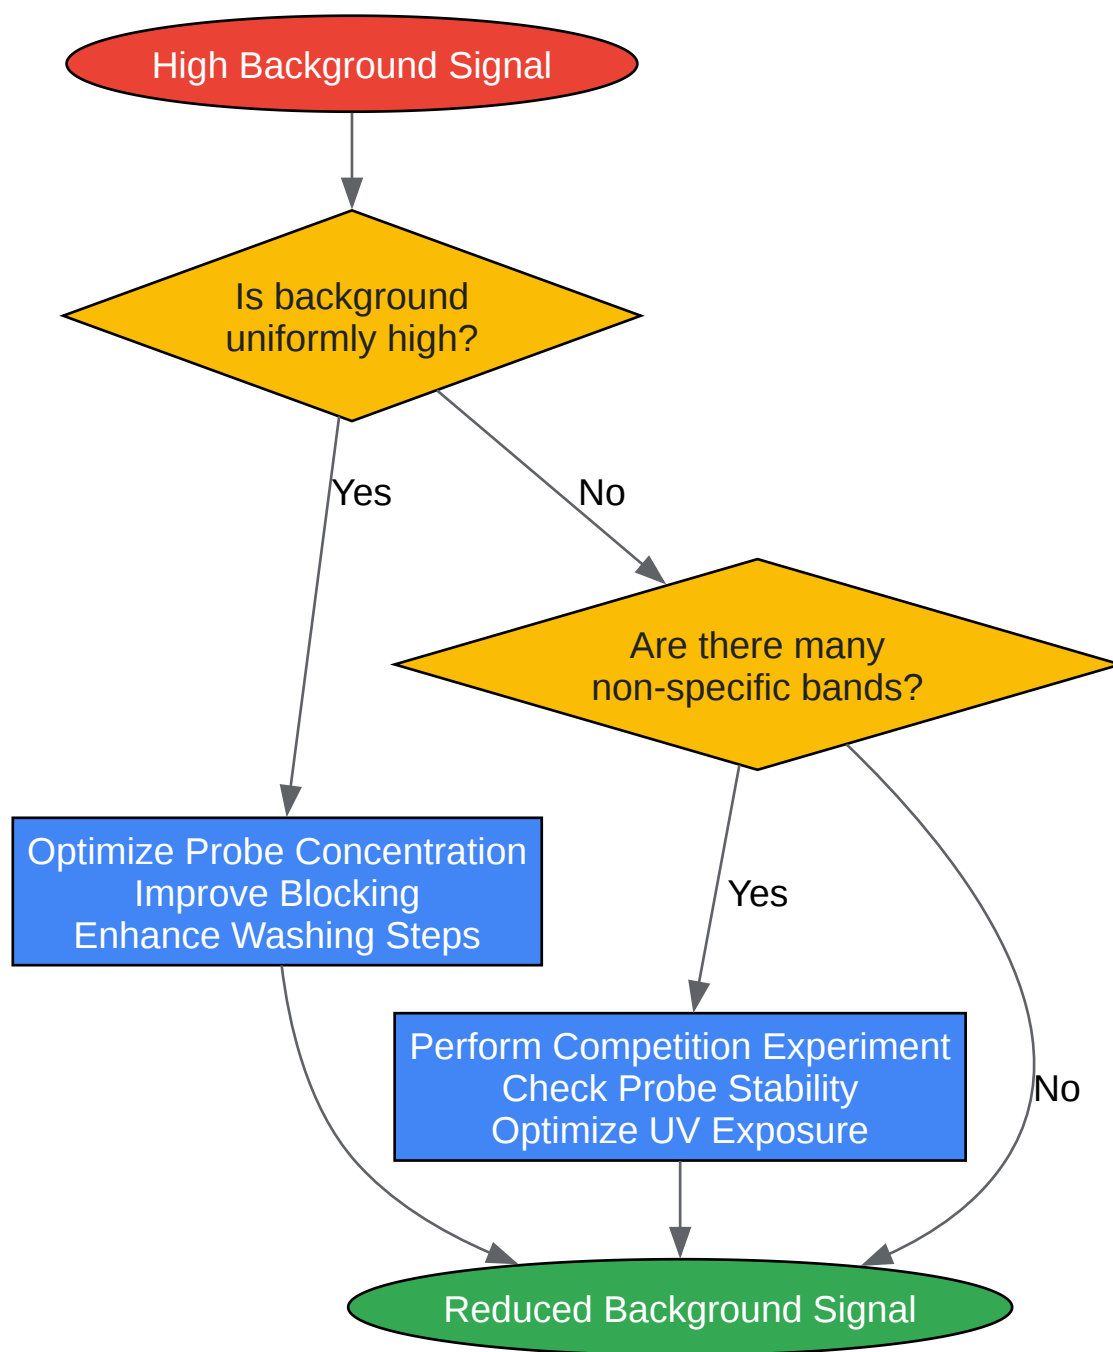 High Background Signal
Is background
uniformly high?
Yes
No
Are there many
non-specific bands?
Optimize Probe Concentration
Improve Blocking
Enhance Washing Steps
Yes
Perform Competition Experiment
Check Probe Stability
Optimize UV Exposure
No
Reduced Background Signal